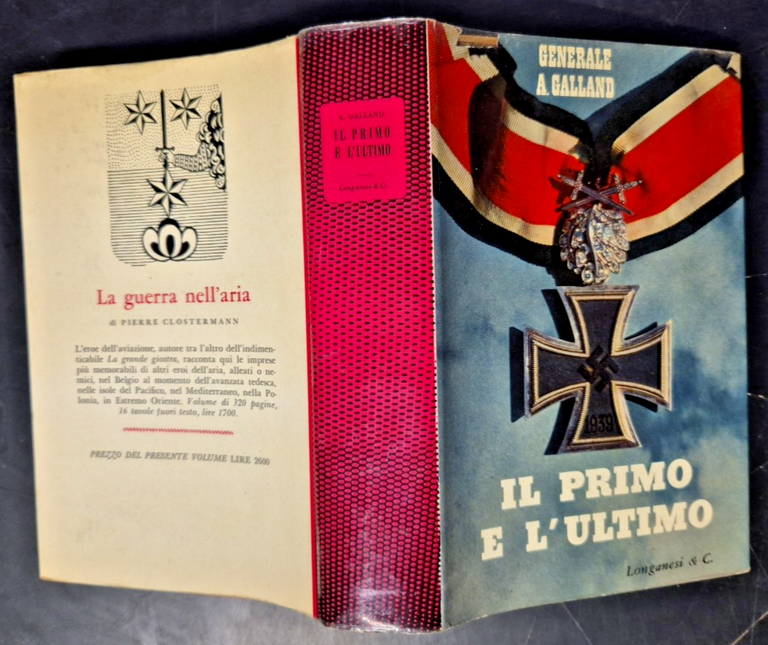 La guerra nell'aria
di PIERRE CLOSTERMANN
L'eroe dell'aviazione, autore tra l'altro dell'indimen-
ticabile La grande giostra, racconta qui le imprese
più memorabili di altri eroi dell'aria, alleati o ne-
mici, nel Belgio al momento dell'avanzata tedesca,
nelle isole del Pacifico, nel Mediterraneo, nella Po-
lonia, in Estremo Oriente. Volume di 320 pagine,
16 tavole fuori testo, lire 1700.
PREZZO DEL PRESENTE VOLUME LIRE 2600
A. GALLAND
IL PRIMO
E L'ULTIMO
Longanesi & C.
GENERALE
A. GALLAND
1939
IL PRIMO
E L'ULTIMO
Longanesi & C.